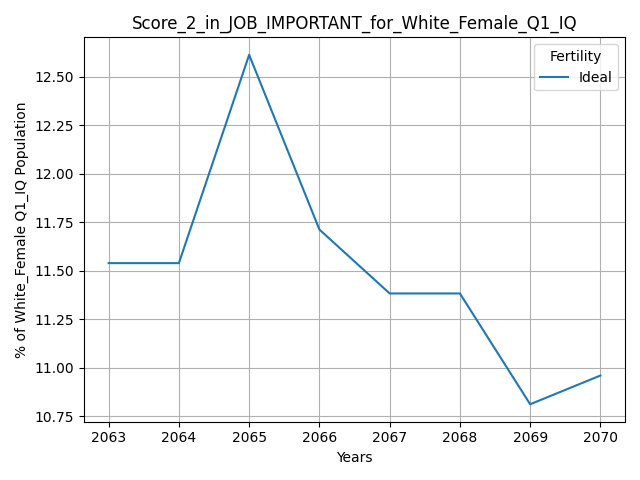 Score_2_in_JOB_IMPORTANT_for_White_Female_Q1_IQ
Fertility
Ideal
% of White_Female Q1_IQ Population
12.50
12.25
12.00
11.75
11.50
11.25
11.00
10.75
2063 2064 2065 2066 2067 2068 2069 2070
Years